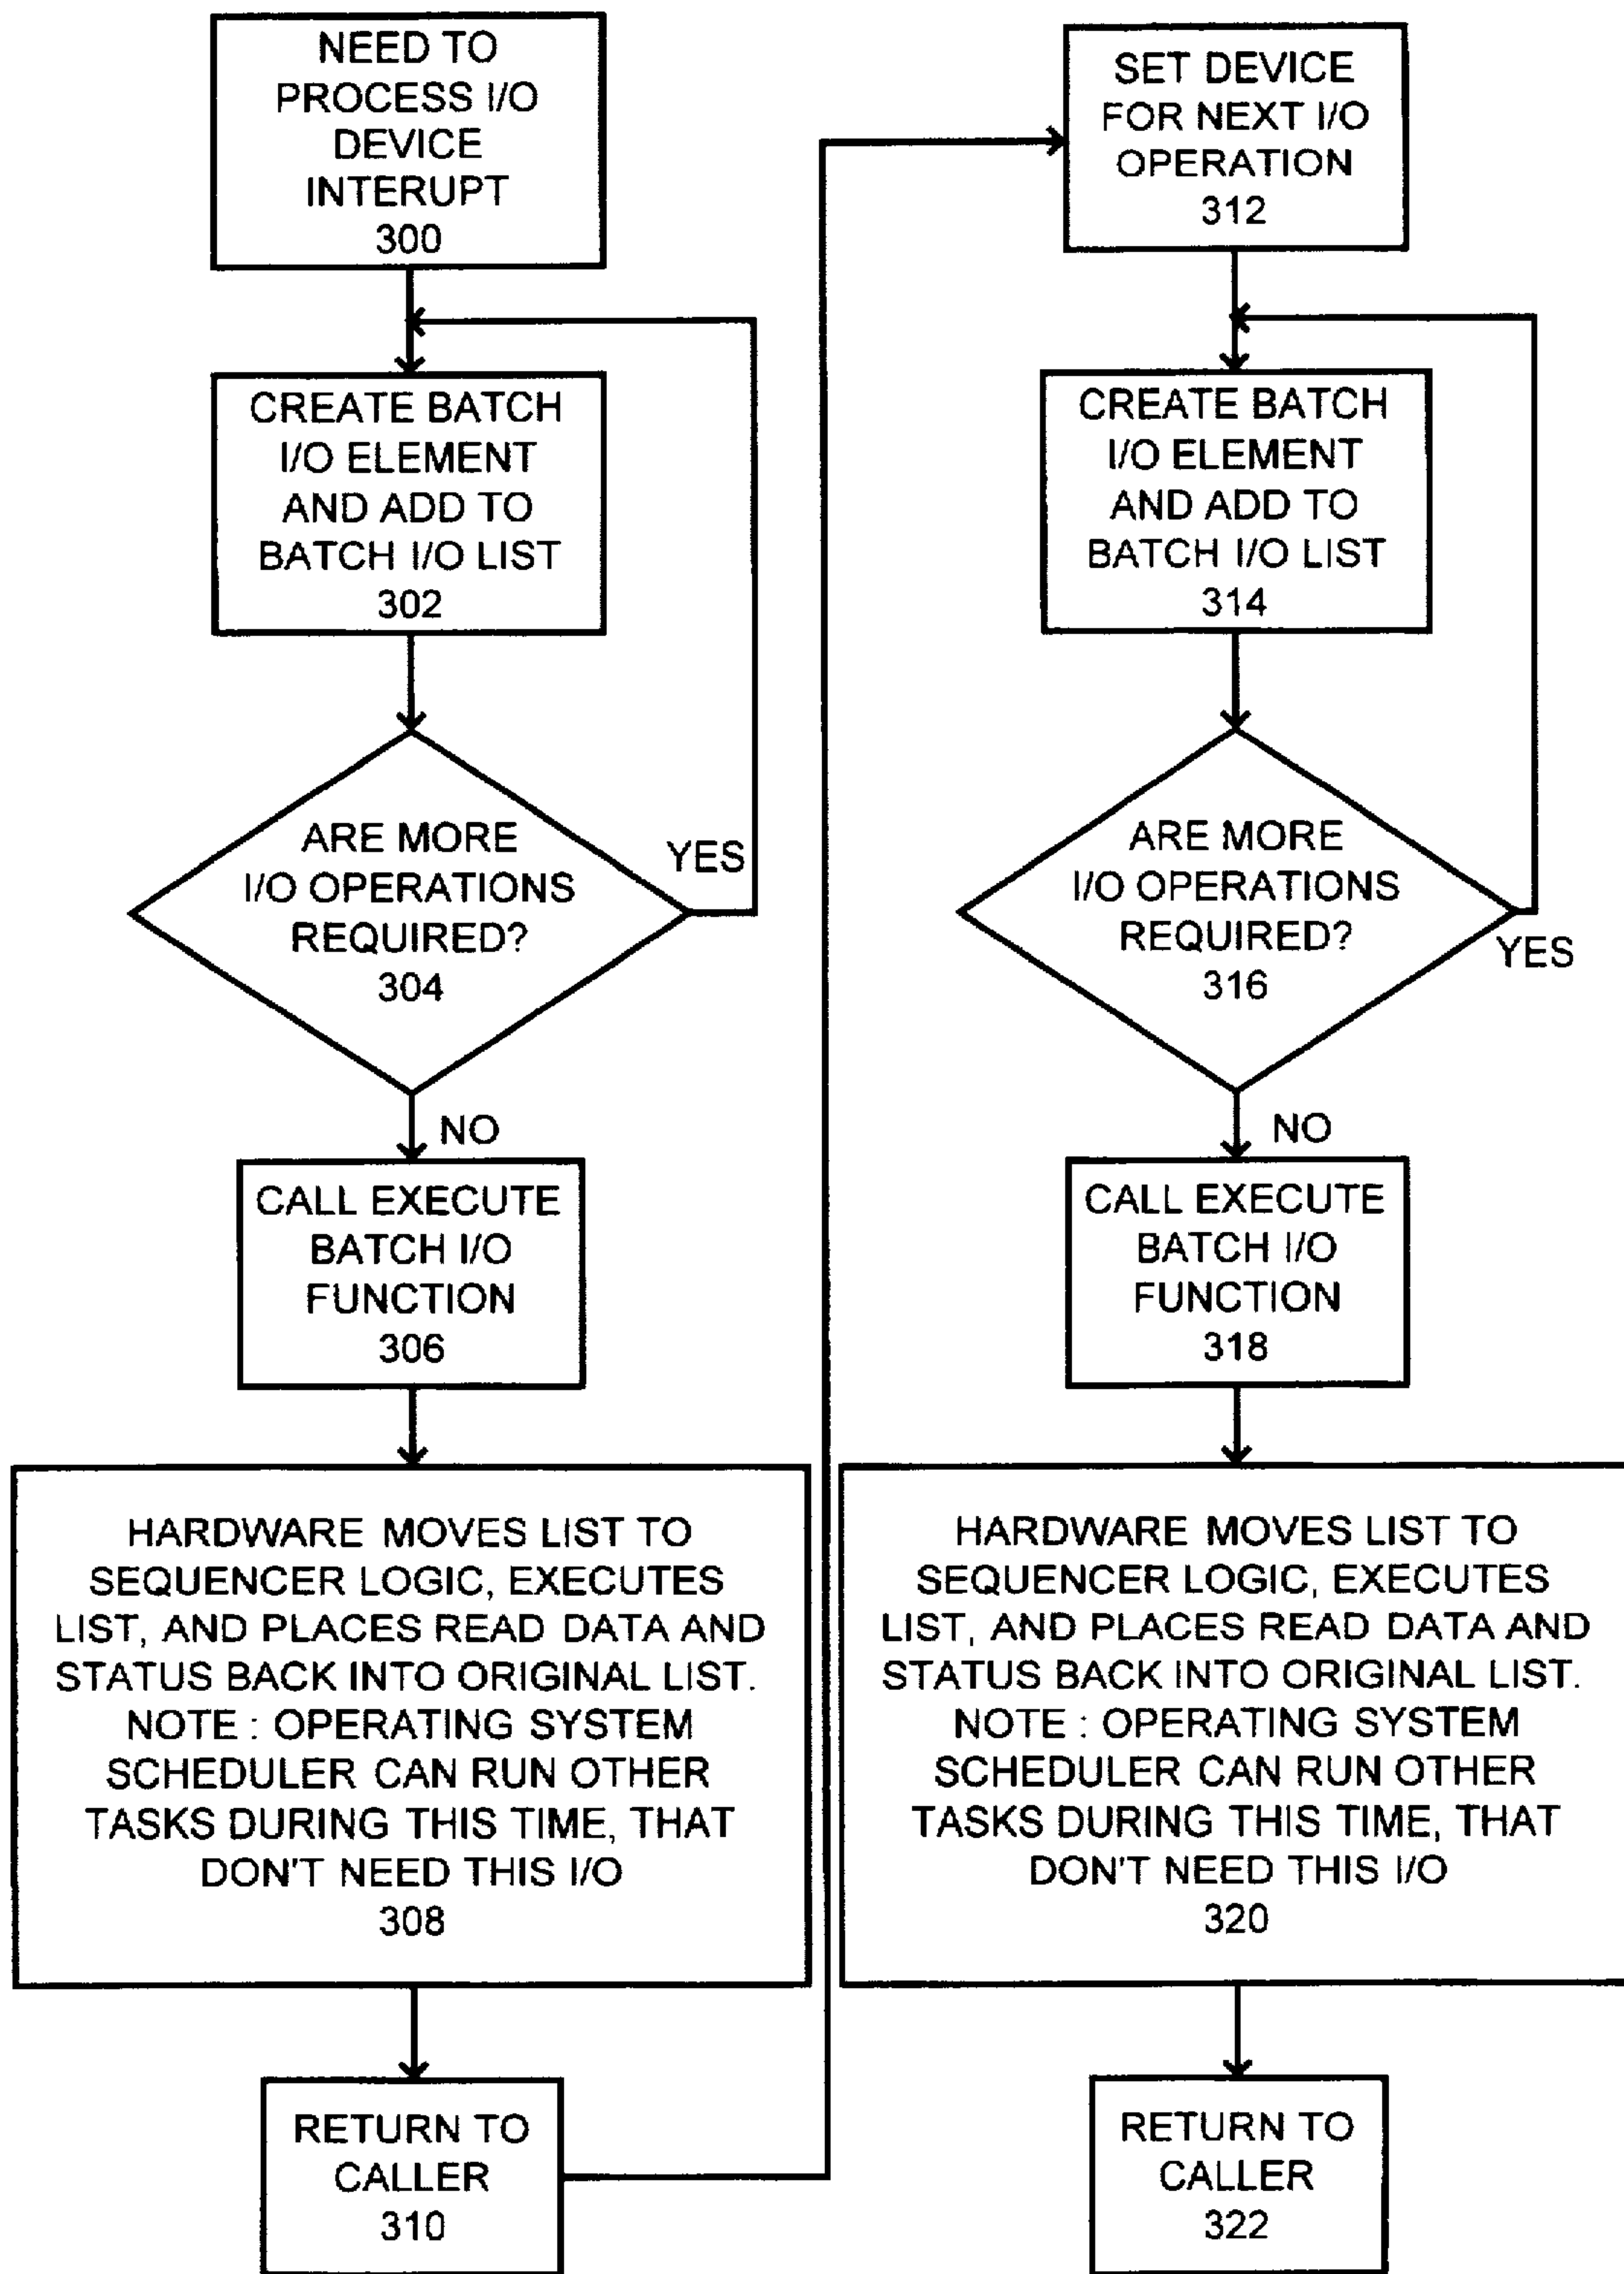 NEED TO
PROCESS I/O
DEVICE
INTERUPT
300
CREATE BATCH
I/O ELEMENT
AND ADD TO
BATCH I/O LIST
302
ARE MORE
I/O OPERATIONS
REQUIRED?
304
YES
NO
CALL EXECUTE
BATCH I/O
FUNCTION
306
HARDWARE MOVES LIST TO
SEQUENCER LOGIC, EXECUTES
LIST, AND PLACES READ DATA AND
STATUS BACK INTO ORIGINAL LIST.
NOTE : OPERATING SYSTEM
SCHEDULER CAN RUN OTHER
TASKS DURING THIS TIME, THAT
DON'T NEED THIS I/O
308
RETURN TO
CALLER
310
SET DEVICE
FOR NEXT I/O
OPERATION
312
CREATE BATCH
I/O ELEMENT
AND ADD TO
BATCH I/O LIST
314
ARE MORE
I/O OPERATIONS
REQUIRED?
316
YES
NO
CALL EXECUTE
BATCH I/O
FUNCTION
318
HARDWARE MOVES LIST TO
SEQUENCER LOGIC, EXECUTES
LIST, AND PLACES READ DATA AND
STATUS BACK INTO ORIGINAL LIST.
NOTE : OPERATING SYSTEM
SCHEDULER CAN RUN OTHER
TASKS DURING THIS TIME, THAT
DON'T NEED THIS I/O
320
RETURN TO
CALLER
322